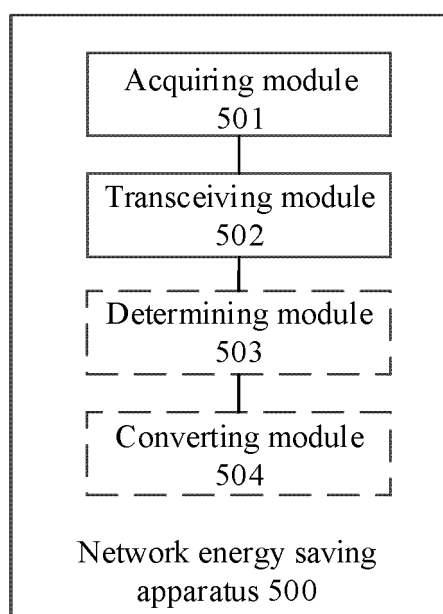 Acquiring module
501
Transceiving module
502
Determining module
503
Converting module
504
Network energy saving
apparatus 500